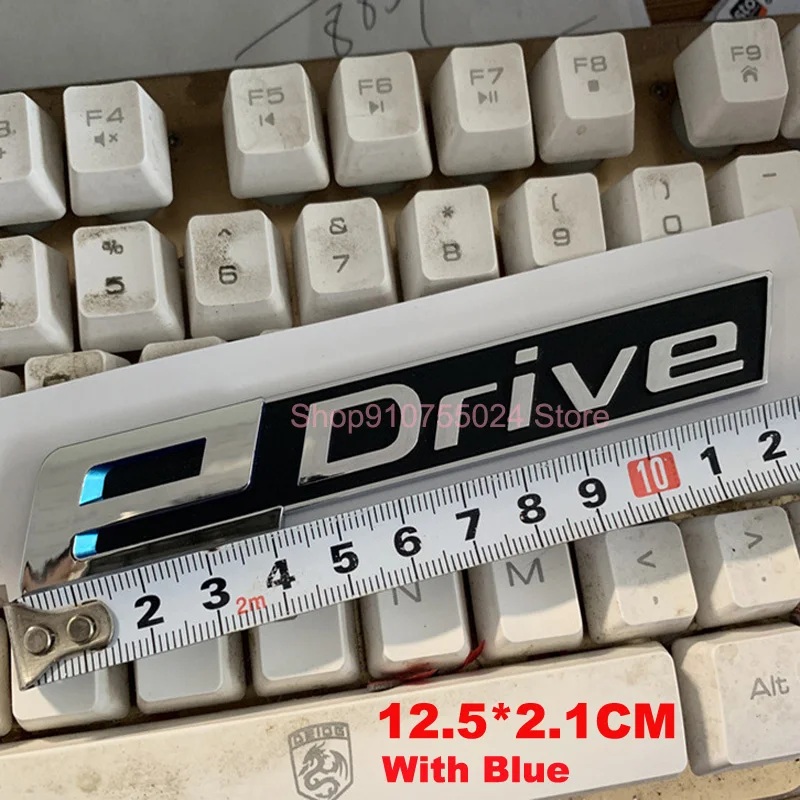 889
F4 F5 F6 F7 F8 F9
% ^ & * ( ) -
5 6 7 8 9 0
eDrive
Shop910755024 Store
2 3 4 5 6 7 8 9 10 1 2
2m
N M < , > .
Alt
12.5*2.1CM
With Blue